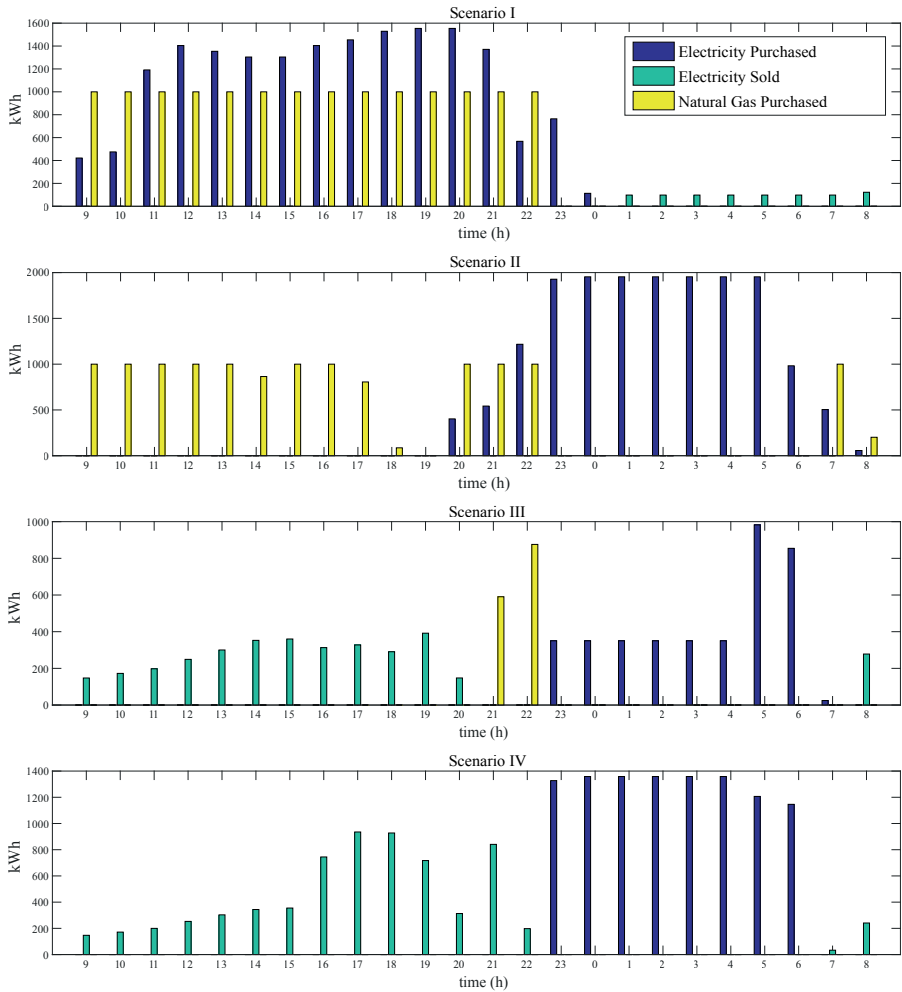 Scenario I
1600
1400
1200
1000
800
600
400
200
0
kWh
Electricity Purchased
Electricity Sold
Natural Gas Purchased
9 10 11 12 13 14 15 16 17 18 19 20 21 22 23 0 1 2 3 4 5 6 7 8
time (h)
Scenario II
2000
1500
1000
500
0
kWh
9 10 11 12 13 14 15 16 17 18 19 20 21 22 23 0 1 2 3 4 5 6 7 8
time (h)
Scenario III
1000
800
600
400
200
0
kWh
9 10 11 12 13 14 15 16 17 18 19 20 21 22 23 0 1 2 3 4 5 6 7 8
time (h)
Scenario IV
1400
1200
1000
800
600
400
200
0
kWh
9 10 11 12 13 14 15 16 17 18 19 20 21 22 23 0 1 2 3 4 5 6 7 8
time (h)